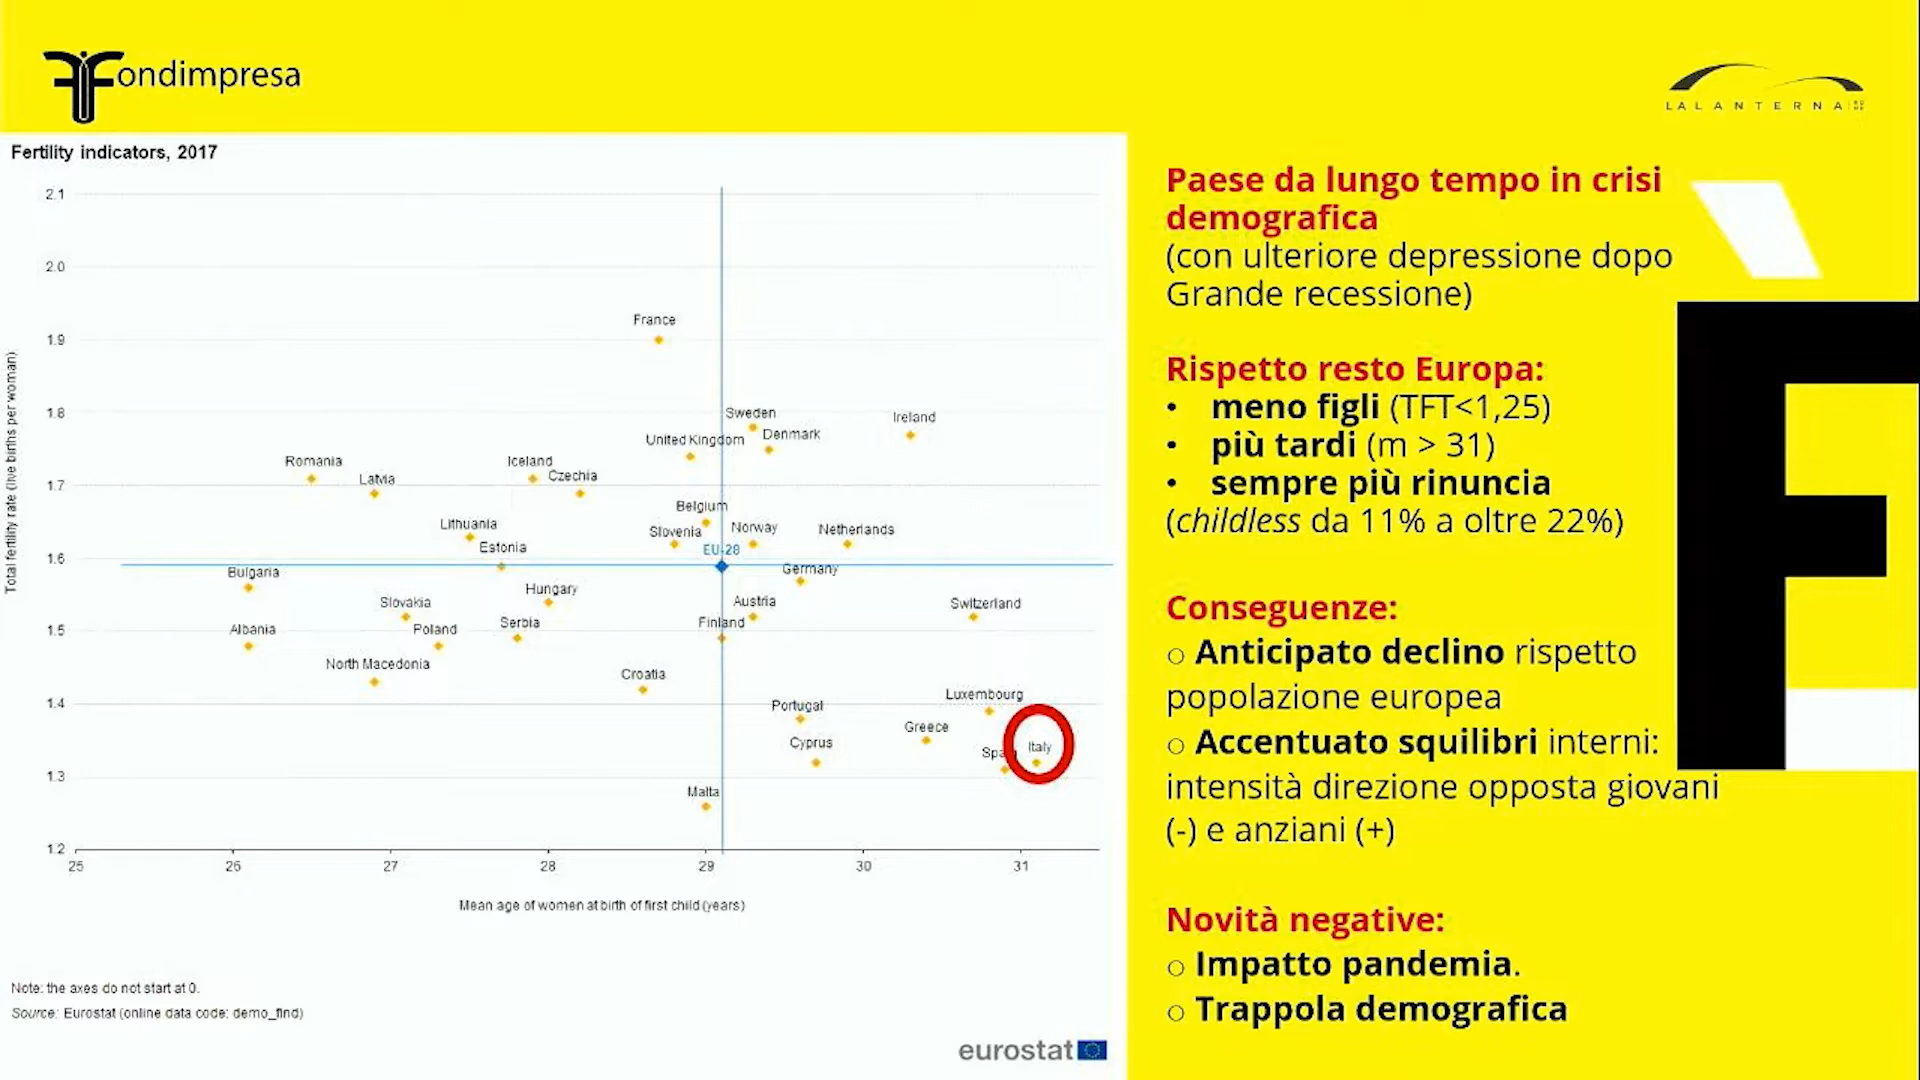 Fondimpresa
LALANTERNA
Fertility indicators, 2017
Total fertility rate (live births per woman)
2.1
2.0
1.9
1.8
1.7
1.6
1.5
1.4
1.3
1.2
France
Sweden
Ireland
United Kingdom
Denmark
Romania
Latvia
Iceland
Czechia
Belgium
Lithuania
Slovenia
Norway
Netherlands
Estonia
EU-28
Bulgaria
Germany
Hungary
Slovakia
Austria
Switzerland
Albania
Poland
Serbia
Finland
North Macedonia
Croatia
Luxembourg
Portugal
Greece
Cyprus
Italy
Malta
25 26 27 28 29 30 31
Mean age of women at birth of first child (years)
Note: the axes do not start at 0.
Source: Eurostat (online data code: demo_find)
eurostat
Paese da lungo tempo in crisi
demografica
(con ulteriore depressione dopo
Grande recessione)
Rispetto resto Europa:
• meno figli (TFT<1,25)
• più tardi (m > 31)
• sempre più rinuncia
(childless da 11% a oltre 22%)
Conseguenze:
o Anticipato declino rispetto
popolazione europea
o Accentuato squilibri interni:
intensità direzione opposta giovani
(-) e anziani (+)
Novità negative:
o Impatto pandemia.
o Trappola demografica